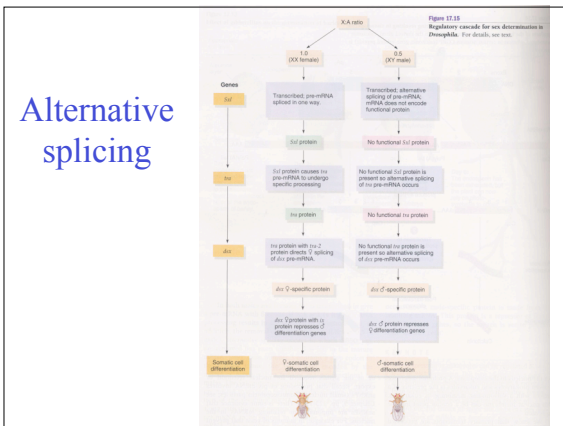 Alternative
splicing
Figure 17.15
Regulatory cascade for sex determination in
Drosophila. For details, see text.
X:A ratio
1.0
(XX female)
0.5
(XY male)
Genes
Sxl
Transcribed; pre-mRNA
spliced in one way.
Transcribed; alternative
splicing of pre-mRNA;
mRNA does not encode
functional protein
Sxl protein
No functional Sxl protein
tra
Sxl protein causes tra
pre-mRNA to undergo
specific processing
No functional Sxl protein is
present so alternative splicing
of tra pre-mRNA occurs
tra protein
No functional tra protein
dsx
tra protein with tra-2
protein directs ♀ splicing
of dsx pre-mRNA.
No functional tra protein is
present so alternative splicing
of dsx pre-mRNA occurs
dsx ♀-specific protein
dsx ♂-specific protein
dsx ♀ protein with ix
protein represses ♂
differentiation genes
dsx ♂ protein represses
♀ differentiation genes
Somatic cell
differentiation
♀-somatic cell
differentiation
♂-somatic cell
differentiation